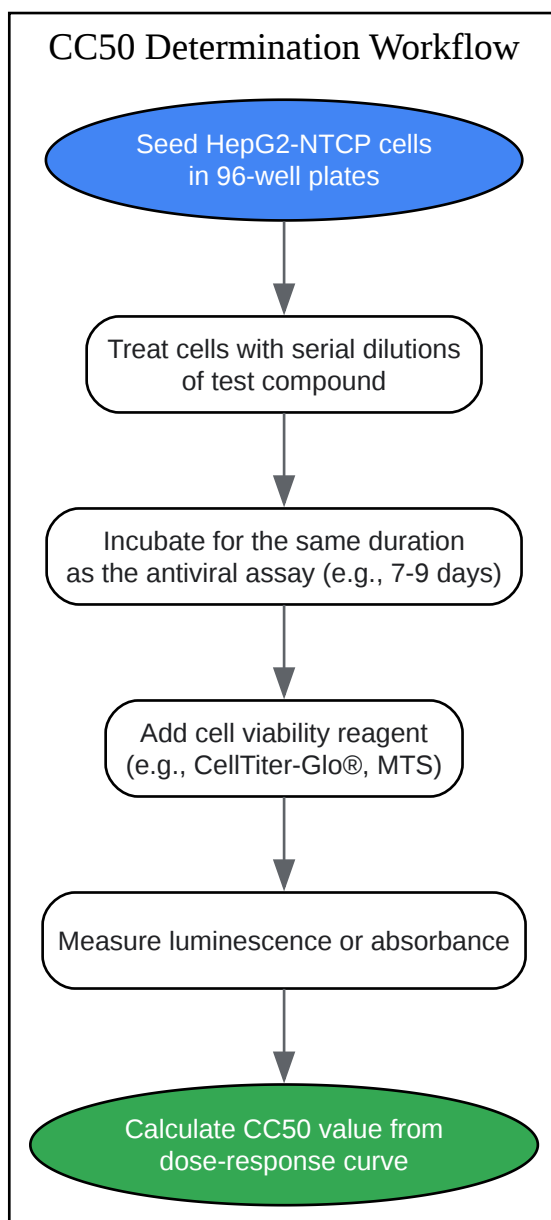 CC50 Determination Workflow
Seed HepG2-NTCP cells
in 96-well plates
Treat cells with serial dilutions
of test compound
Incubate for the same duration
as the antiviral assay (e.g., 7-9 days)
Add cell viability reagent
(e.g., CellTiter-Glo®, MTS)
Measure luminescence or absorbance
Calculate CC50 value from
dose-response curve